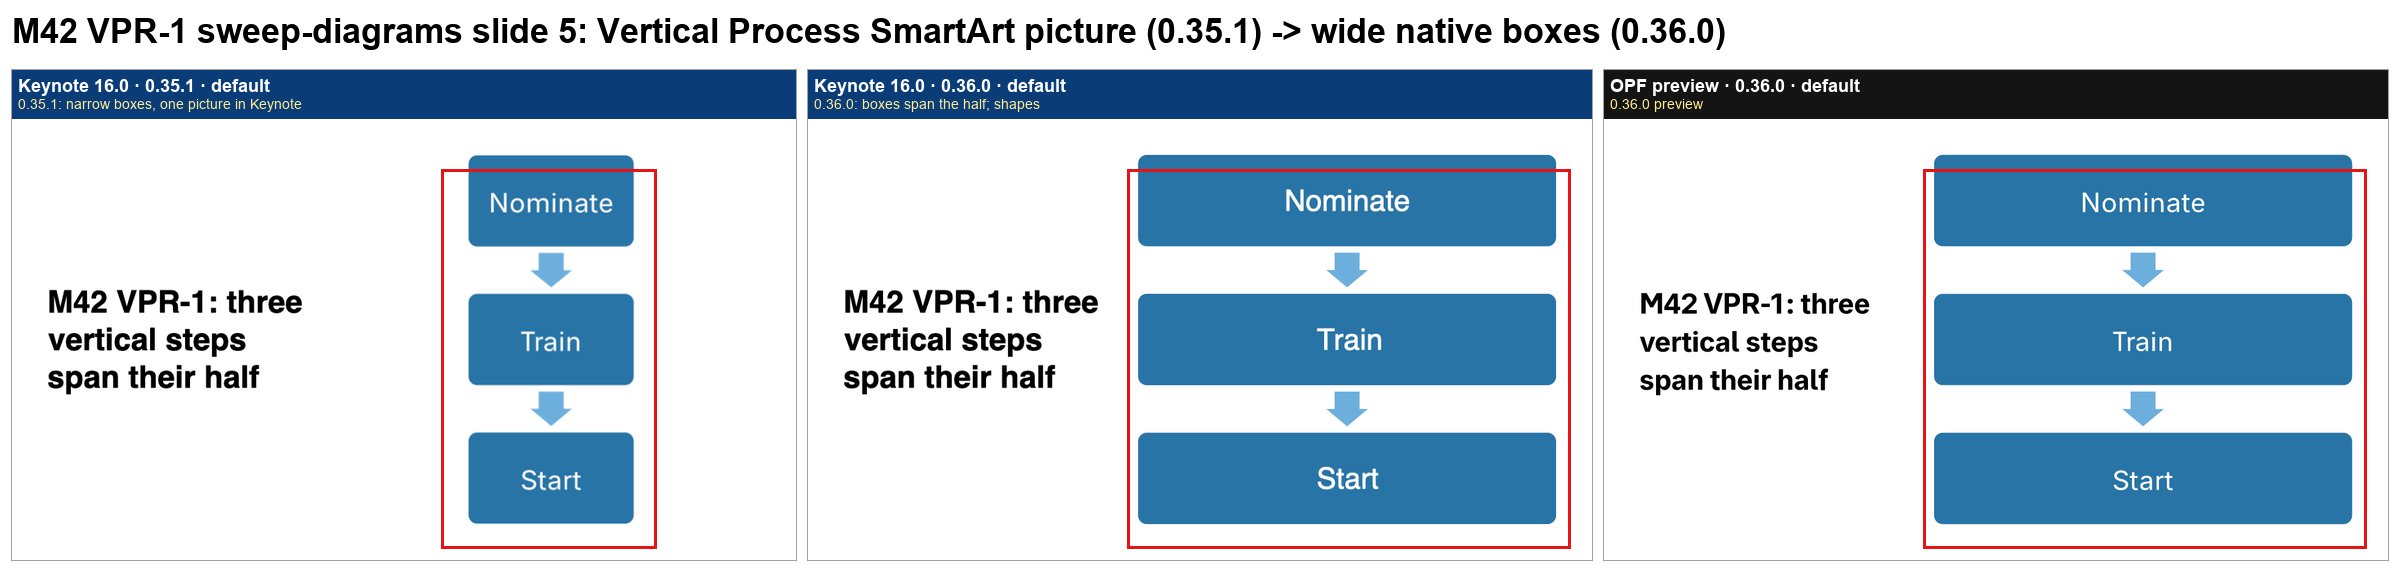 M42 VPR-1 sweep-diagrams slide 5: Vertical Process SmartArt picture (0.35.1) -> wide native boxes (0.36.0)
Keynote 16.0 · 0.35.1 · default
0.35.1: narrow boxes, one picture in Keynote
Nominate
M42 VPR-1: three
vertical steps
span their half
Train
Start
Keynote 16.0 · 0.36.0 · default
0.36.0: boxes span the half; shapes
Nominate
M42 VPR-1: three
vertical steps
span their half
Train
Start
OPF preview · 0.36.0 · default
0.36.0 preview
Nominate
M42 VPR-1: three
vertical steps
span their half
Train
Start